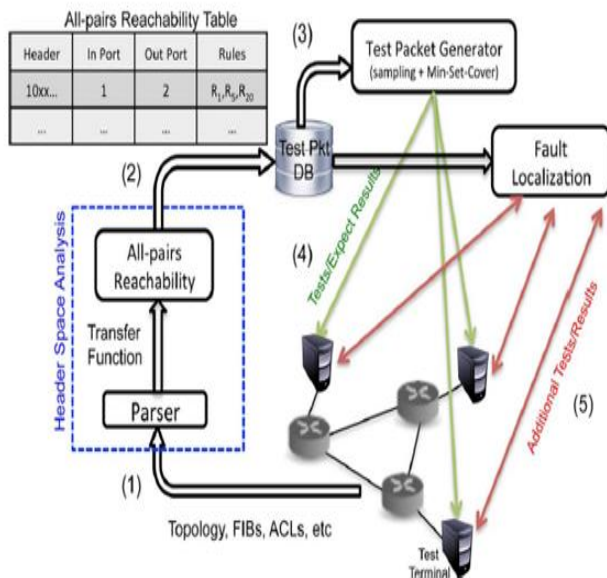 All-pairs Reachability Table
Header In Port Out Port Rules
10xx... 1 2 R1,R5,R20
... ... ... ...
(3)
Test Packet Generator
(sampling + Min-Set-Cover)
(2)
Test Pkt
DB
Fault
Localization
Header Space Analysis
All-pairs
Reachability
Transfer
Function
Parser
(4)
Tests/Expect Results
Additional Tests/Results
(5)
(1)
Topology, FIBs, ACLs, etc
Test
Terminal